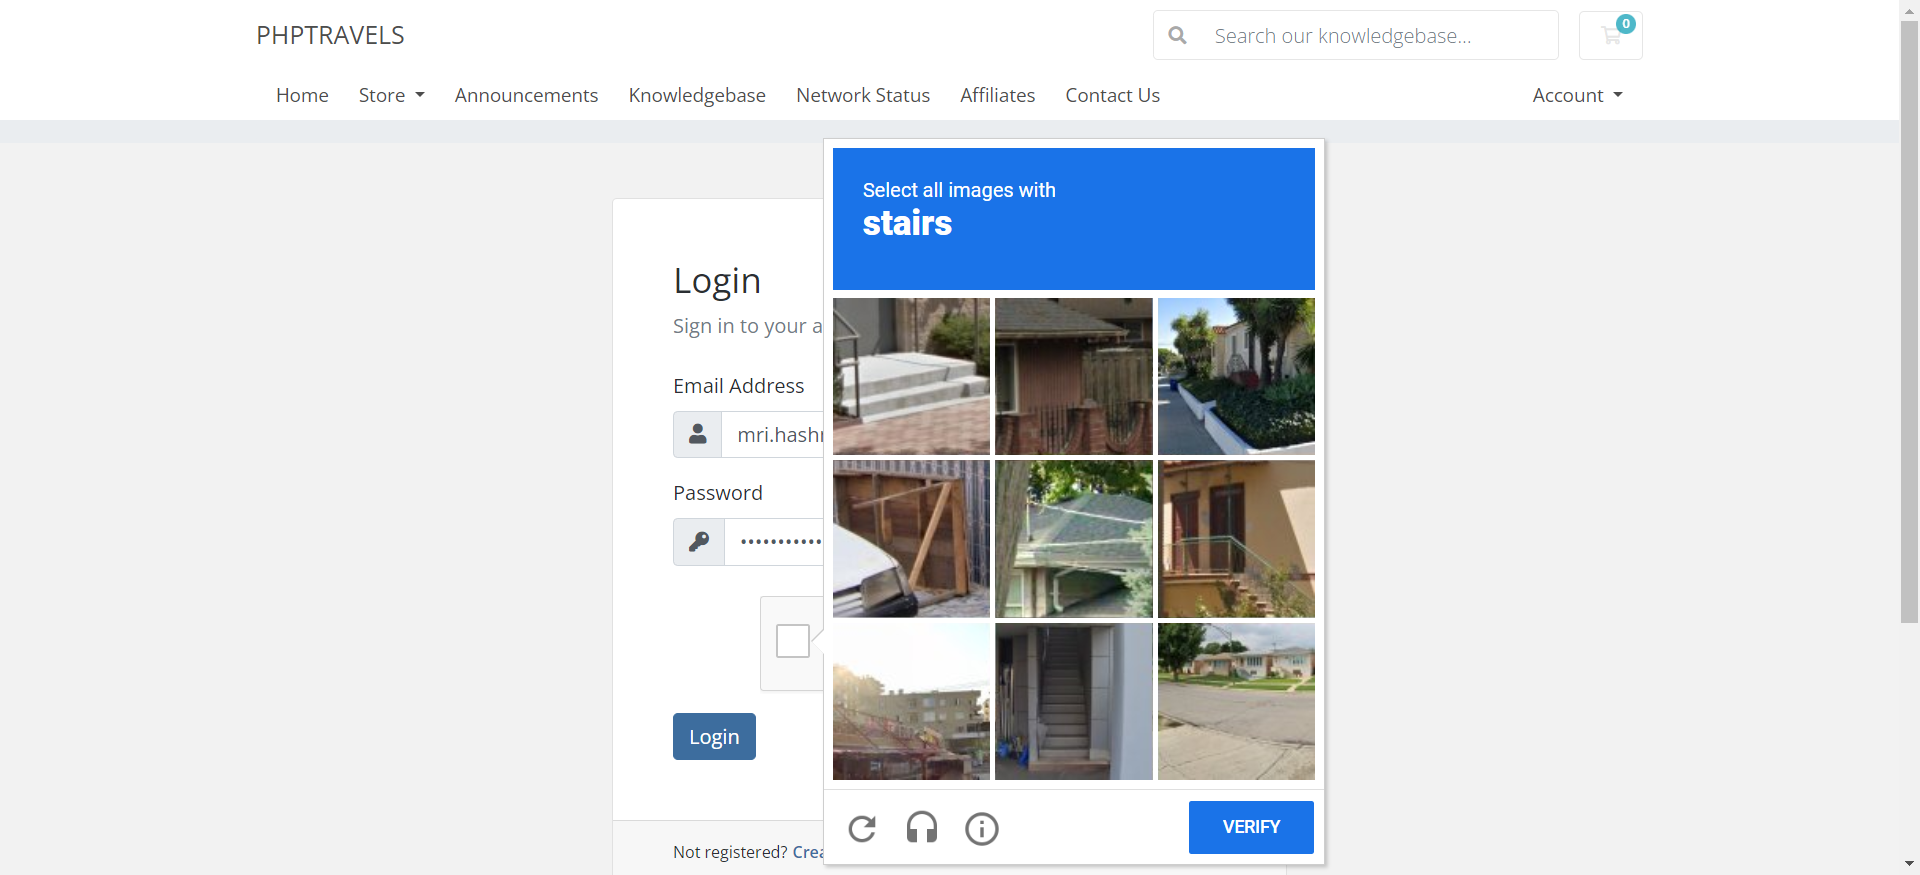 PHPTRAVELS
Search our knowledgebase...
0
Home
Store
Announcements
Knowledgebase
Network Status
Affiliates
Contact Us
Account
Select all images with
stairs
Login
Sign in to your a
Email Address
mri.hash
Password
Login
VERIFY
Not registered? Crea